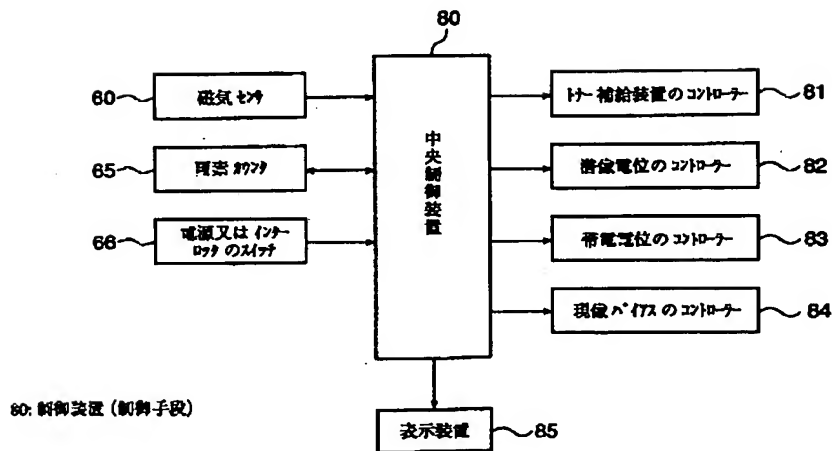 80
60
磁気センサ
65
画素カウンタ
66
電源又はインター
ロックのスイッチ
中央制御装置
トナー補給装置のコントローラー
81
潜像電位のコントローラー
82
帯電電位のコントローラー
83
現像バイアスのコントローラー
84
表示装置
85
80: 制御装置(制御手段)